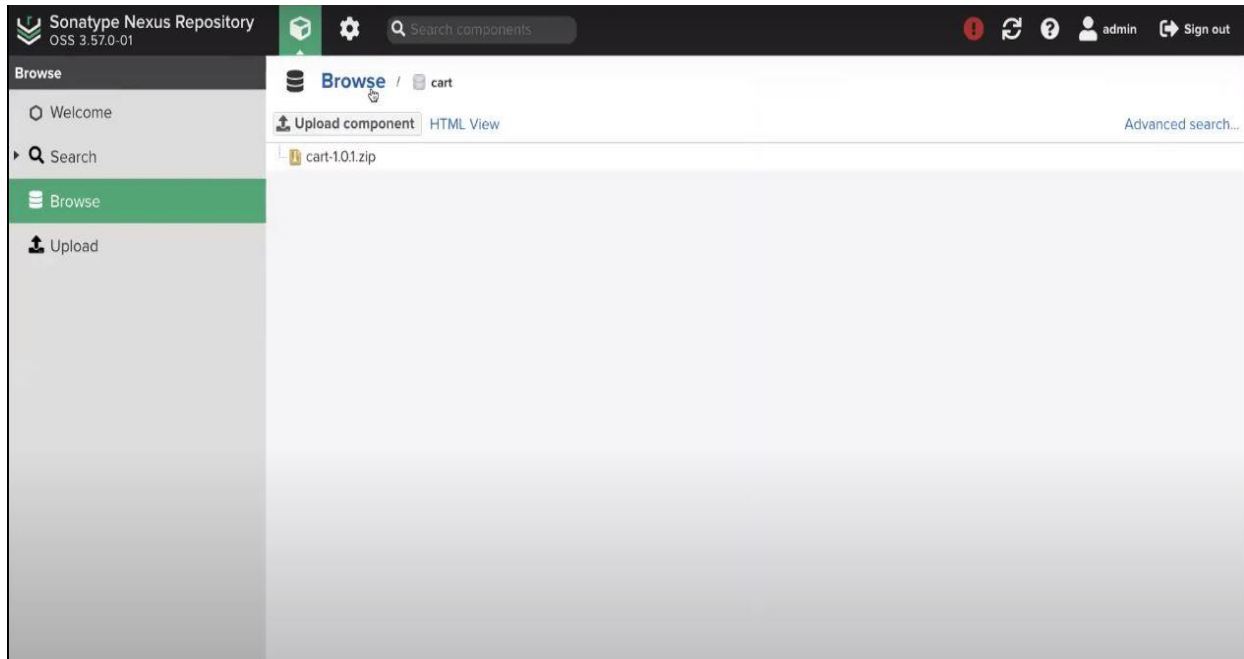 Sonatype Nexus Repository
OSS 3.57.0-01
Search components
admin
Sign out
Browse
Welcome
Search
Browse
Upload
Browse / cart
Upload component HTML View
Advanced search...
cart-1.0.1.zip